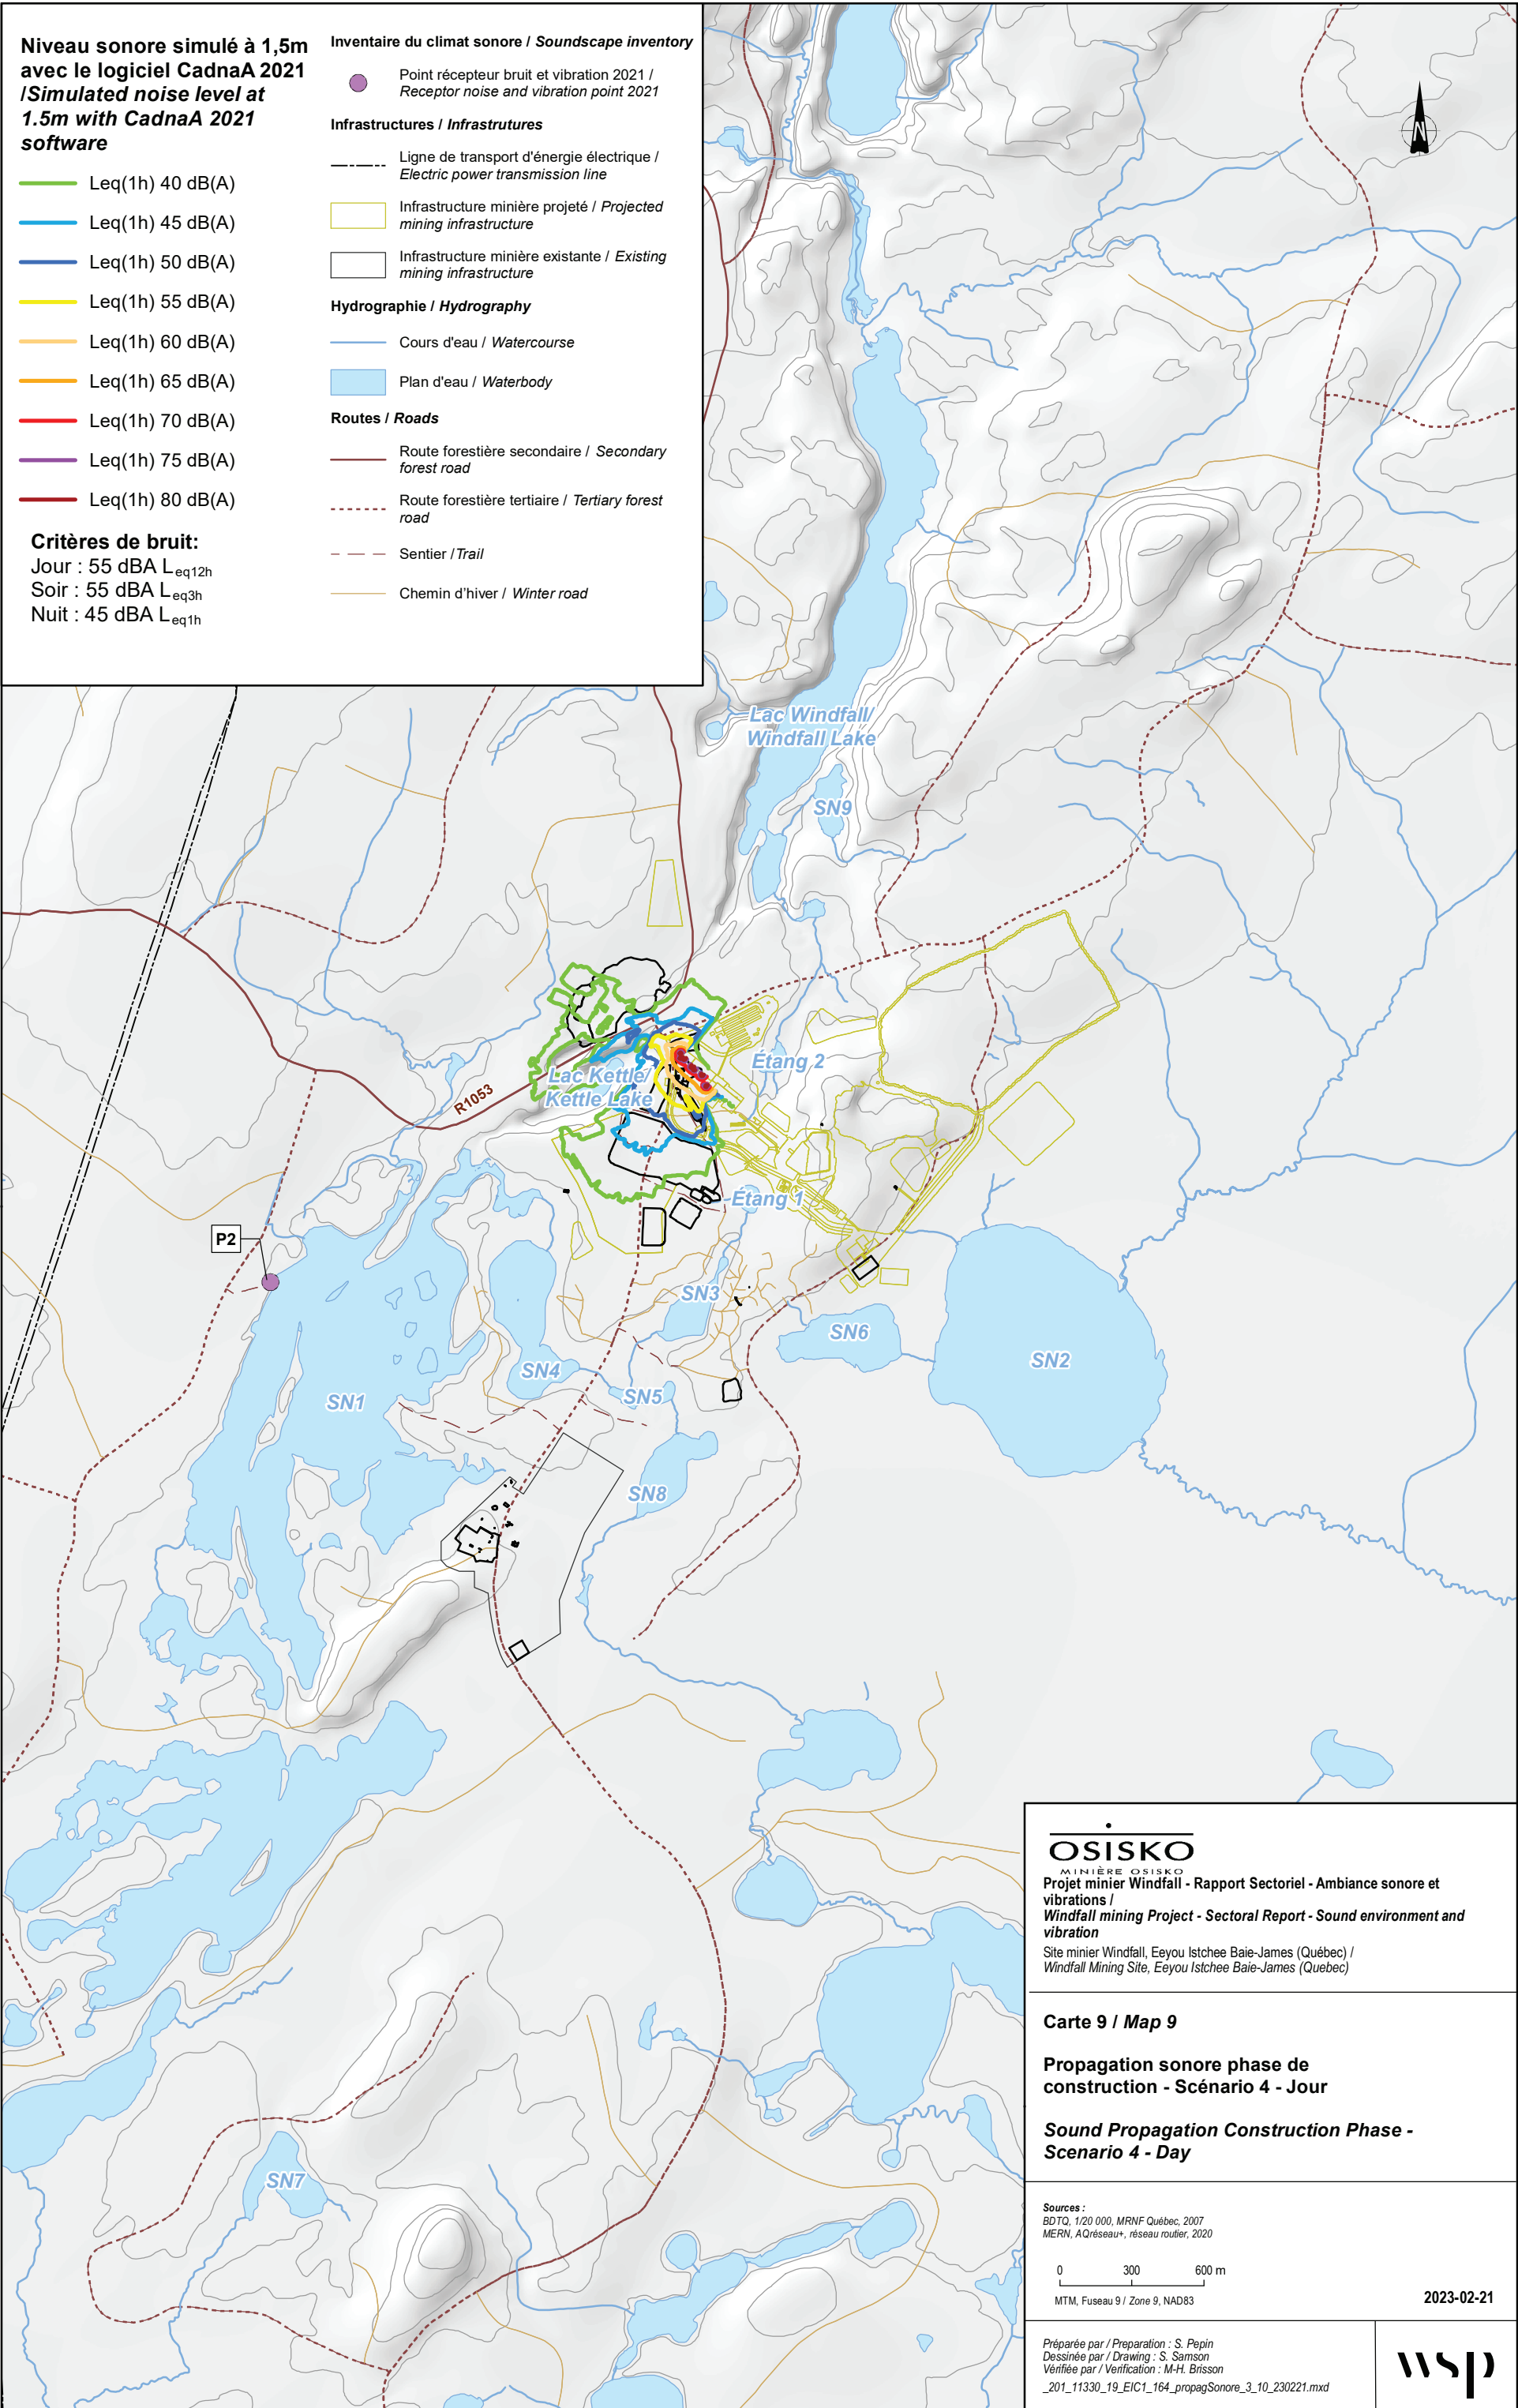 Niveau sonore simulé à 1,5m
avec le logiciel CadnaA 2021
/Simulated noise level at
1.5m with CadnaA 2021
software
Leq(1h) 40 dB(A)
Leq(1h) 45 dB(A)
Leq(1h) 50 dB(A)
Leq(1h) 55 dB(A)
Leq(1h) 60 dB(A)
Leq(1h) 65 dB(A)
Leq(1h) 70 dB(A)
Leq(1h) 75 dB(A)
Leq(1h) 80 dB(A)
Critères de bruit:
Jour : 55 dBA Leq12h
Soir : 55 dBA Leq3h
Nuit : 45 dBA Leq1h
Inventaire du climat sonore / Soundscape inventory
Point récepteur bruit et vibration 2021 /
Receptor noise and vibration point 2021
Infrastructures / Infrastrutures
Ligne de transport d'énergie électrique /
Electric power transmission line
Infrastructure minière projeté / Projected
mining infrastructure
Infrastructure minière existante / Existing
mining infrastructure
Hydrographie / Hydrography
Cours d'eau / Watercourse
Plan d'eau / Waterbody
Routes / Roads
Route forestière secondaire / Secondary
forest road
Route forestière tertiaire / Tertiary forest
road
Sentier /Trail
Chemin d'hiver / Winter road
N
Lac Windfall/
Windfall Lake
SN9
Étang 2
Lac Kettle/
Kettle Lake
R1053
Étang 1
P2
SN3
SN6
SN2
SN4
SN5
SN1
SN8
SN7
OSISKO
MINIÈRE OSISKO
Projet minier Windfall - Rapport Sectoriel - Ambiance sonore et
vibrations /
Windfall mining Project - Sectoral Report - Sound environment and
vibration
Site minier Windfall, Eeyou Istchee Baie-James (Québec) /
Windfall Mining Site, Eeyou Istchee Baie-James (Quebec)
Carte 9 / Map 9
Propagation sonore phase de
construction - Scénario 4 - Jour
Sound Propagation Construction Phase -
Scenario 4 - Day
Sources :
BDTQ, 1/20 000, MRNF Québec, 2007
MERN, AQréseau+, réseau routier, 2020
0 300 600 m
MTM, Fuseau 9 / Zone 9, NAD83
2023-02-21
Préparée par / Preparation : S. Pepin
Dessinée par / Drawing : S. Samson
Vérifiée par / Verification : M-H. Brisson
_201_11330_19_EIC1_164_propagSonore_3_10_230221.mxd
wsp